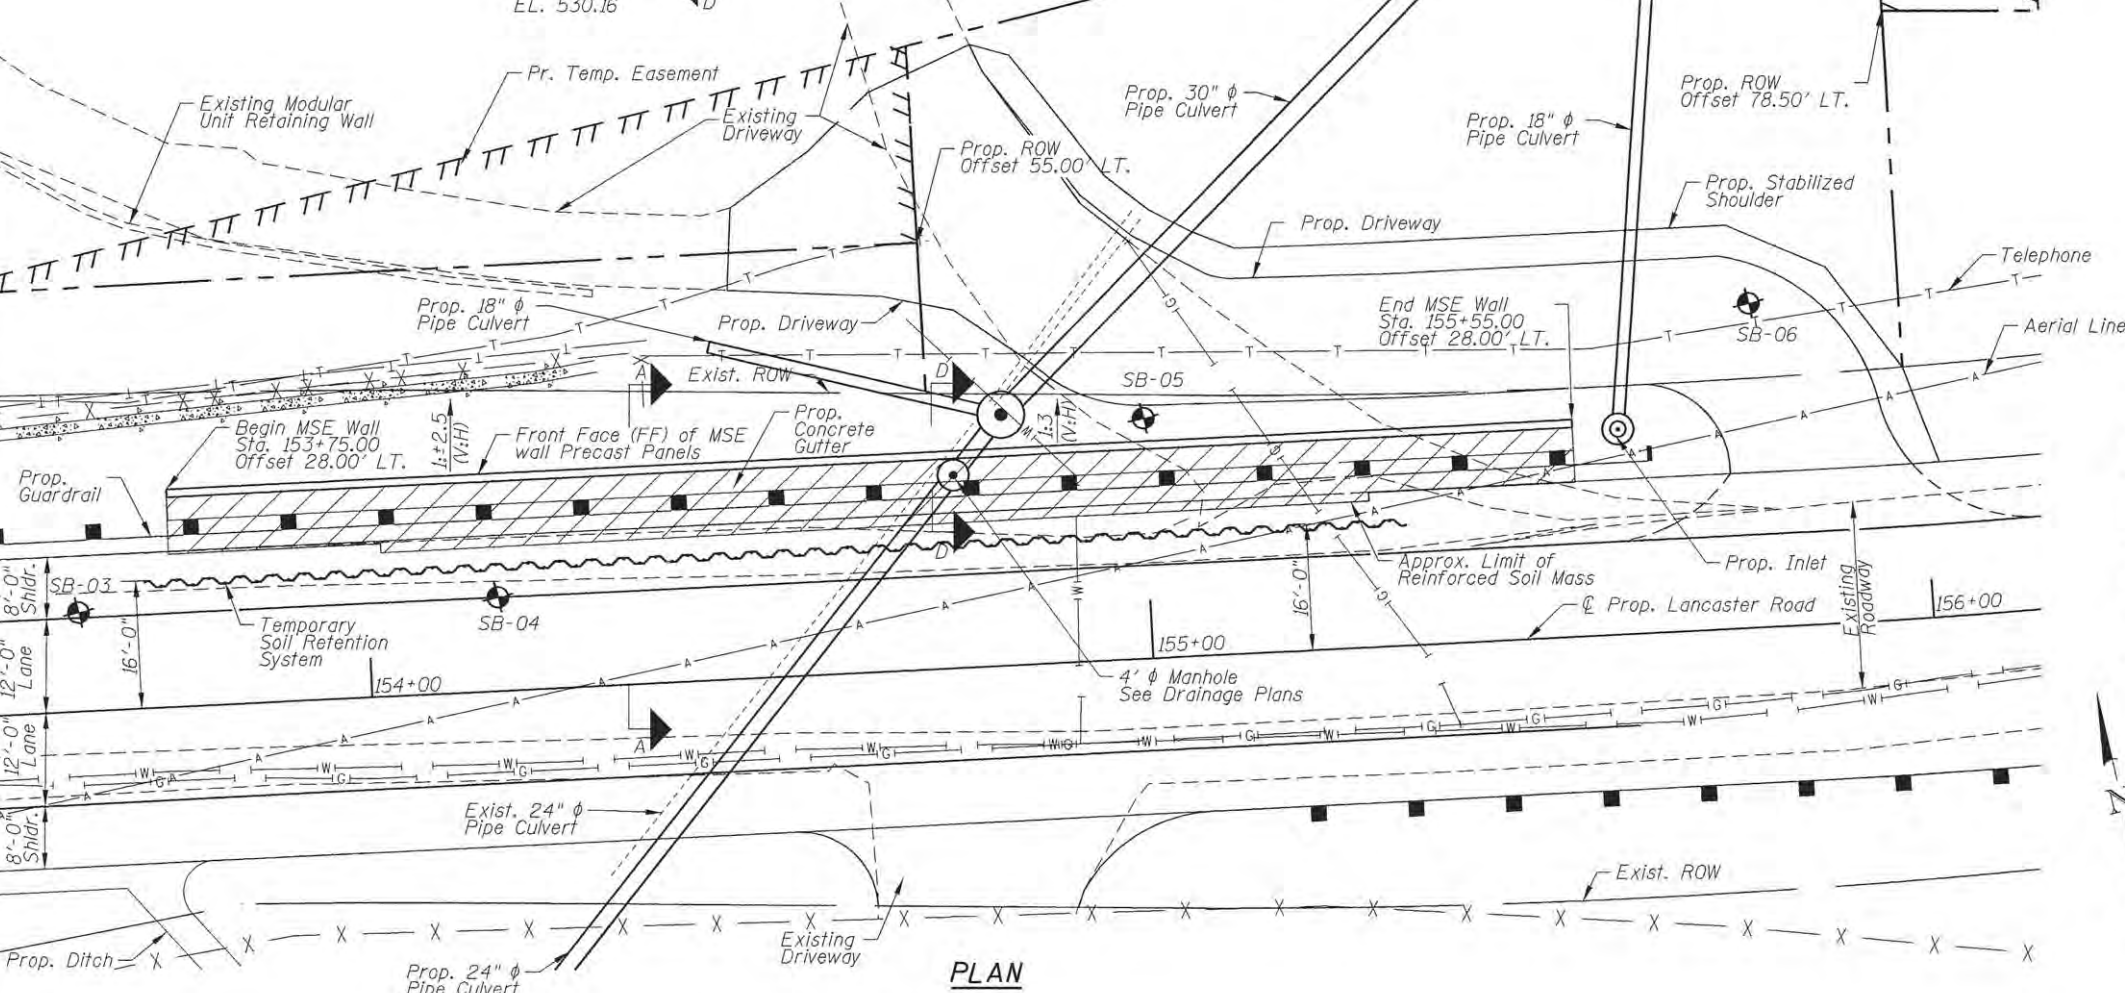 EL. 530.16
D
Existing Modular
Unit Retaining Wall
Pr. Temp. Easement
Existing
Driveway
Prop. ROW
Offset 55.00' LT.
Prop. 30" ϕ
Pipe Culvert
Prop. 18" ϕ
Pipe Culvert
Prop. ROW
Offset 78.50' LT.
Prop. Stabilized
Shoulder
Prop. Driveway
Telephone
Aerial Line
Prop. 18" ϕ
Pipe Culvert
Prop. Driveway
End MSE Wall
Sta. 155+55.00
Offset 28.00' LT.
SB-06
A
Exist. ROW
D
SB-05
1:3
(V:H)
Begin MSE Wall
Sta. 153+75.00
Offset 28.00' LT.
1:±2.5
(V:H)
Front Face (FF) of MSE
wall Precast Panels
Prop.
Concrete
Gutter
Prop.
Guardrail
D
Approx. Limit of
Reinforced Soil Mass
Prop. Inlet
Existing
Roadway
8'-0"
Shldr.
SB-03
SB-04
Temporary
Soil Retention
System
16'-0"
16'-0"
℄ Prop. Lancaster Road
156+00
155+00
154+00
12'-0"
Lane
4' ϕ Manhole
See Drainage Plans
12'-0"
Lane
A
8'-0"
Shldr.
Exist. 24" ϕ
Pipe Culvert
Exist. ROW
Existing
Driveway
Prop. Ditch
Prop. 24" ϕ
Pipe Culvert
PLAN